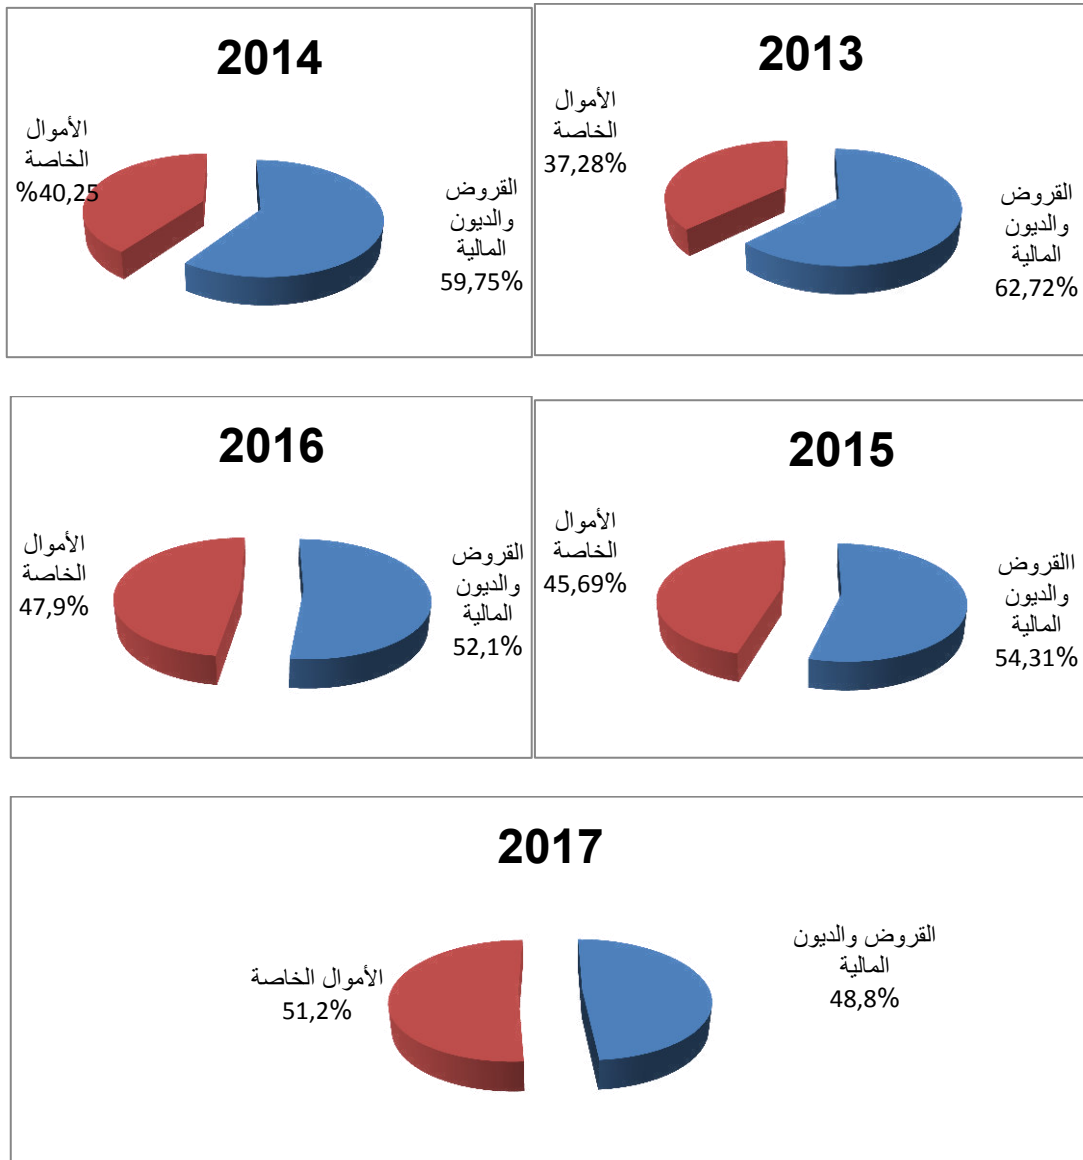 2013
الأموال
الخاصة
37,28%
القروض
والديون
المالية
62,72%
2014
الأموال
الخاصة
%40,25
القروض
والديون
المالية
59,75%
2015
الأموال
الخاصة
45,69%
االقروض
والديون
المالية
54,31%
2016
الأموال
الخاصة
47,9%
القروض
والديون
المالية
52,1%
2017
القروض والديون
المالية
48,8%
الأموال الخاصة
51,2%